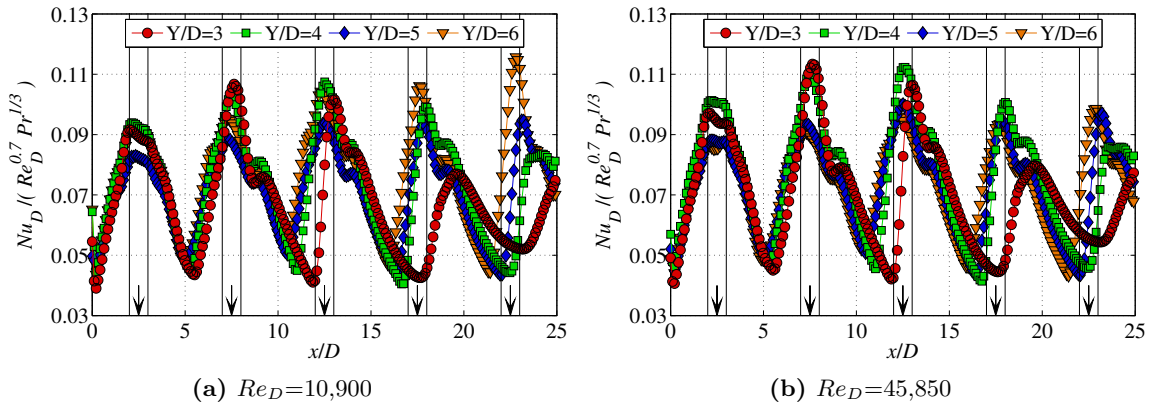 Y/D=3 Y/D=4 Y/D=5 Y/D=6
Nu_D / ( Re_D^{0.7} Pr^{1/3} )
0.13
0.11
0.09
0.07
0.05
0.03
0 5 10 15 20 25
x/D
(a) Re_D=10,900
Y/D=3 Y/D=4 Y/D=5 Y/D=6
Nu_D / ( Re_D^{0.7} Pr^{1/3} )
0.13
0.11
0.09
0.07
0.05
0.03
0 5 10 15 20 25
x/D
(b) Re_D=45,850